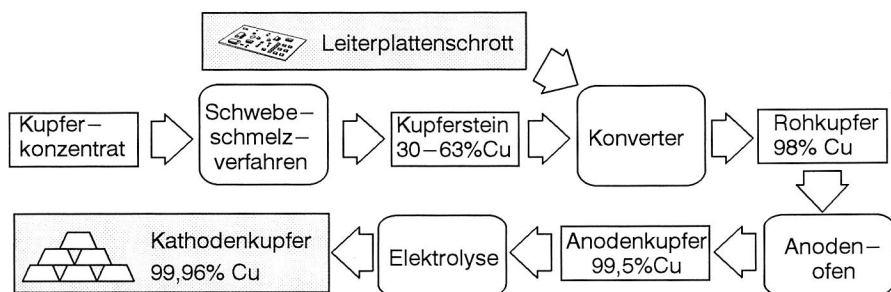 Leiterplattenschrott
Kupfer–
konzentrat
Schwebe–
schmelz–
verfahren
Kupferstein
30–63%Cu
Konverter
Rohkupfer
98% Cu
Kathodenkupfer
99,96% Cu
Elektrolyse
Anodenkupfer
99,5%Cu
Anoden–
ofen